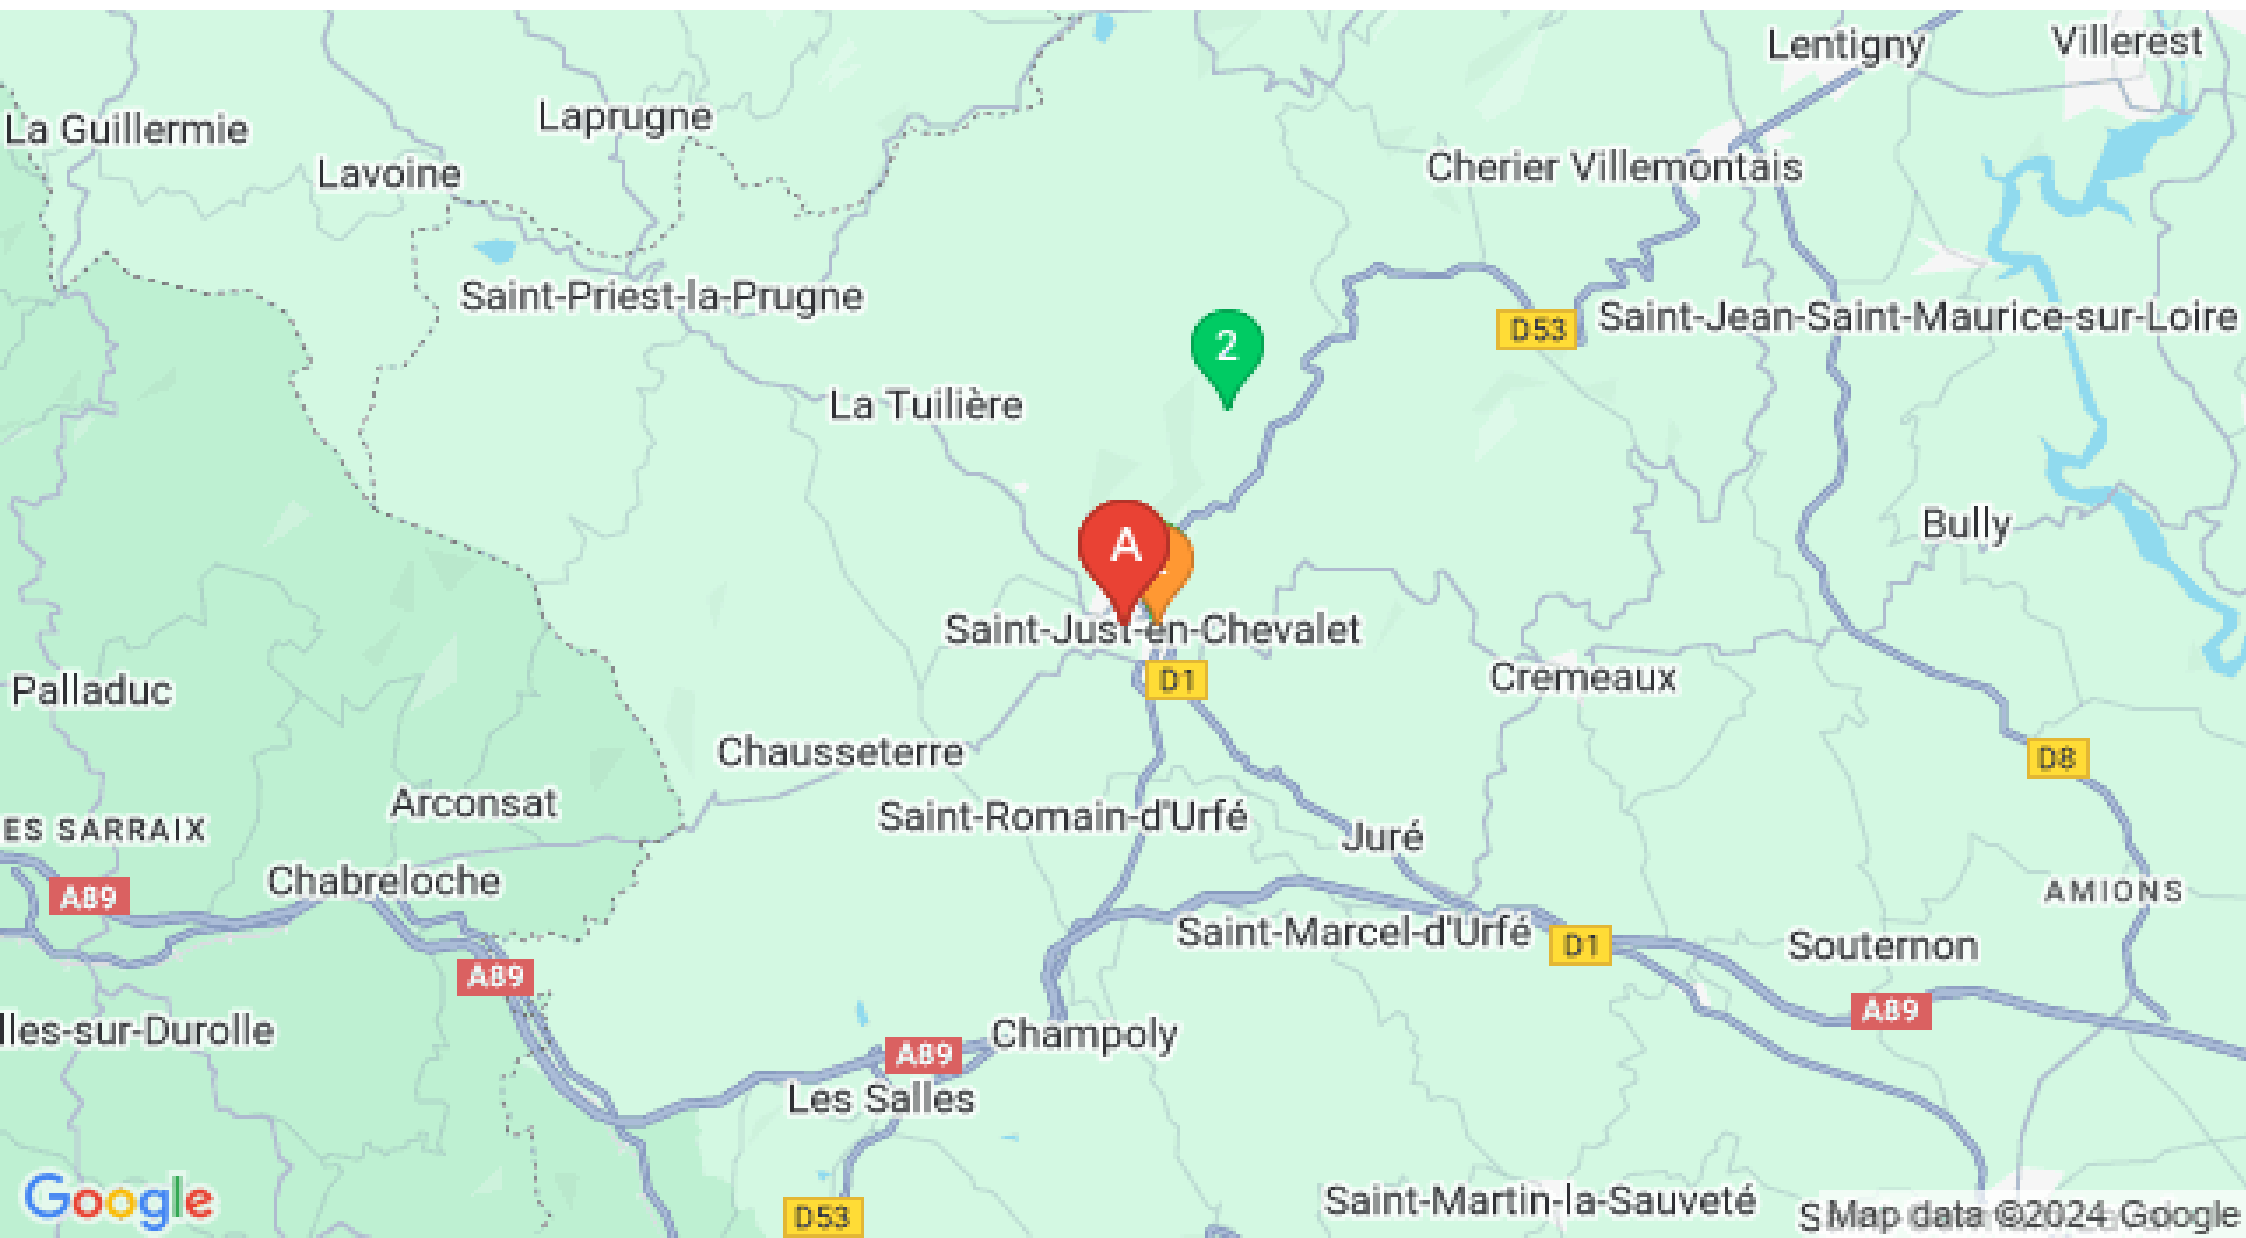 Lentigny
Villerest
Laprugne
La Guillermie
Lavoine
Cherier Villemontais
Saint-Priest-la-Prugne
D53
Saint-Jean-Saint-Maurice-sur-Loire
2
La Tuilière
Bully
A
Saint-Just-en-Chevalet
D1
Cremeaux
Palladuc
Chausseterre
D8
Arconsat
Saint-Romain-d'Urfé
ES SARRAIX
Juré
Chabreloche
A89
AMIONS
Saint-Marcel-d'Urfé
D1
Souternon
A89
A89
lles-sur-Durolle
Champoly
A89
Les Salles
Google
D53
Saint-Martin-la-Sauveté
S
Map data ©2024 Google